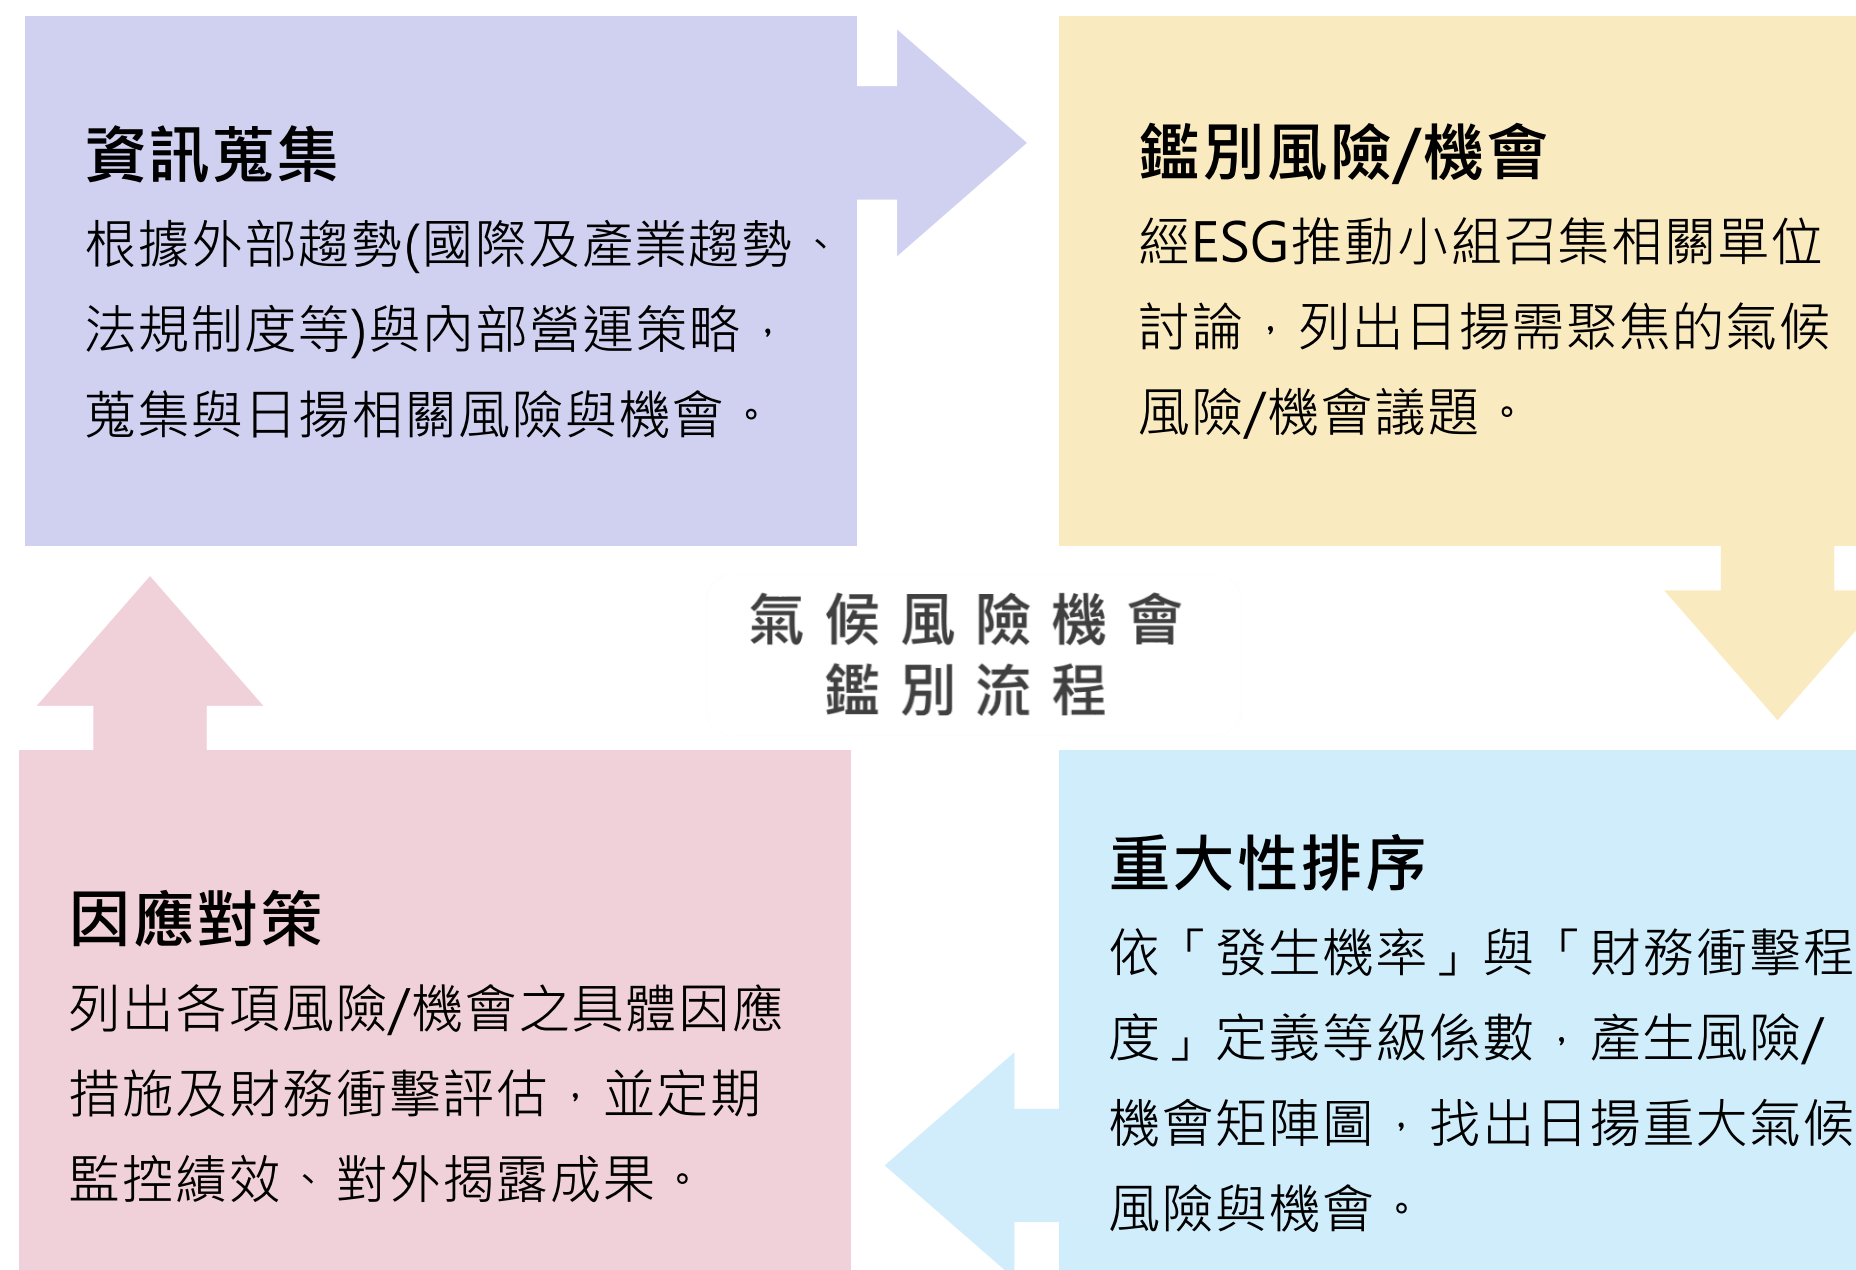 資訊蒐集
根據外部趨勢(國際及產業趨勢、
法規制度等)與內部營運策略，
蒐集與日揚相關風險與機會。
鑑別風險/機會
經ESG推動小組召集相關單位
討論，列出日揚需聚焦的氣候
風險/機會議題。
氣候風險機會
鑑別流程
因應對策
列出各項風險/機會之具體因應
措施及財務衝擊評估，並定期
監控績效、對外揭露成果。
重大性排序
依「發生機率」與「財務衝擊程
度」定義等級係數，產生風險/
機會矩陣圖，找出日揚重大氣候
風險與機會。